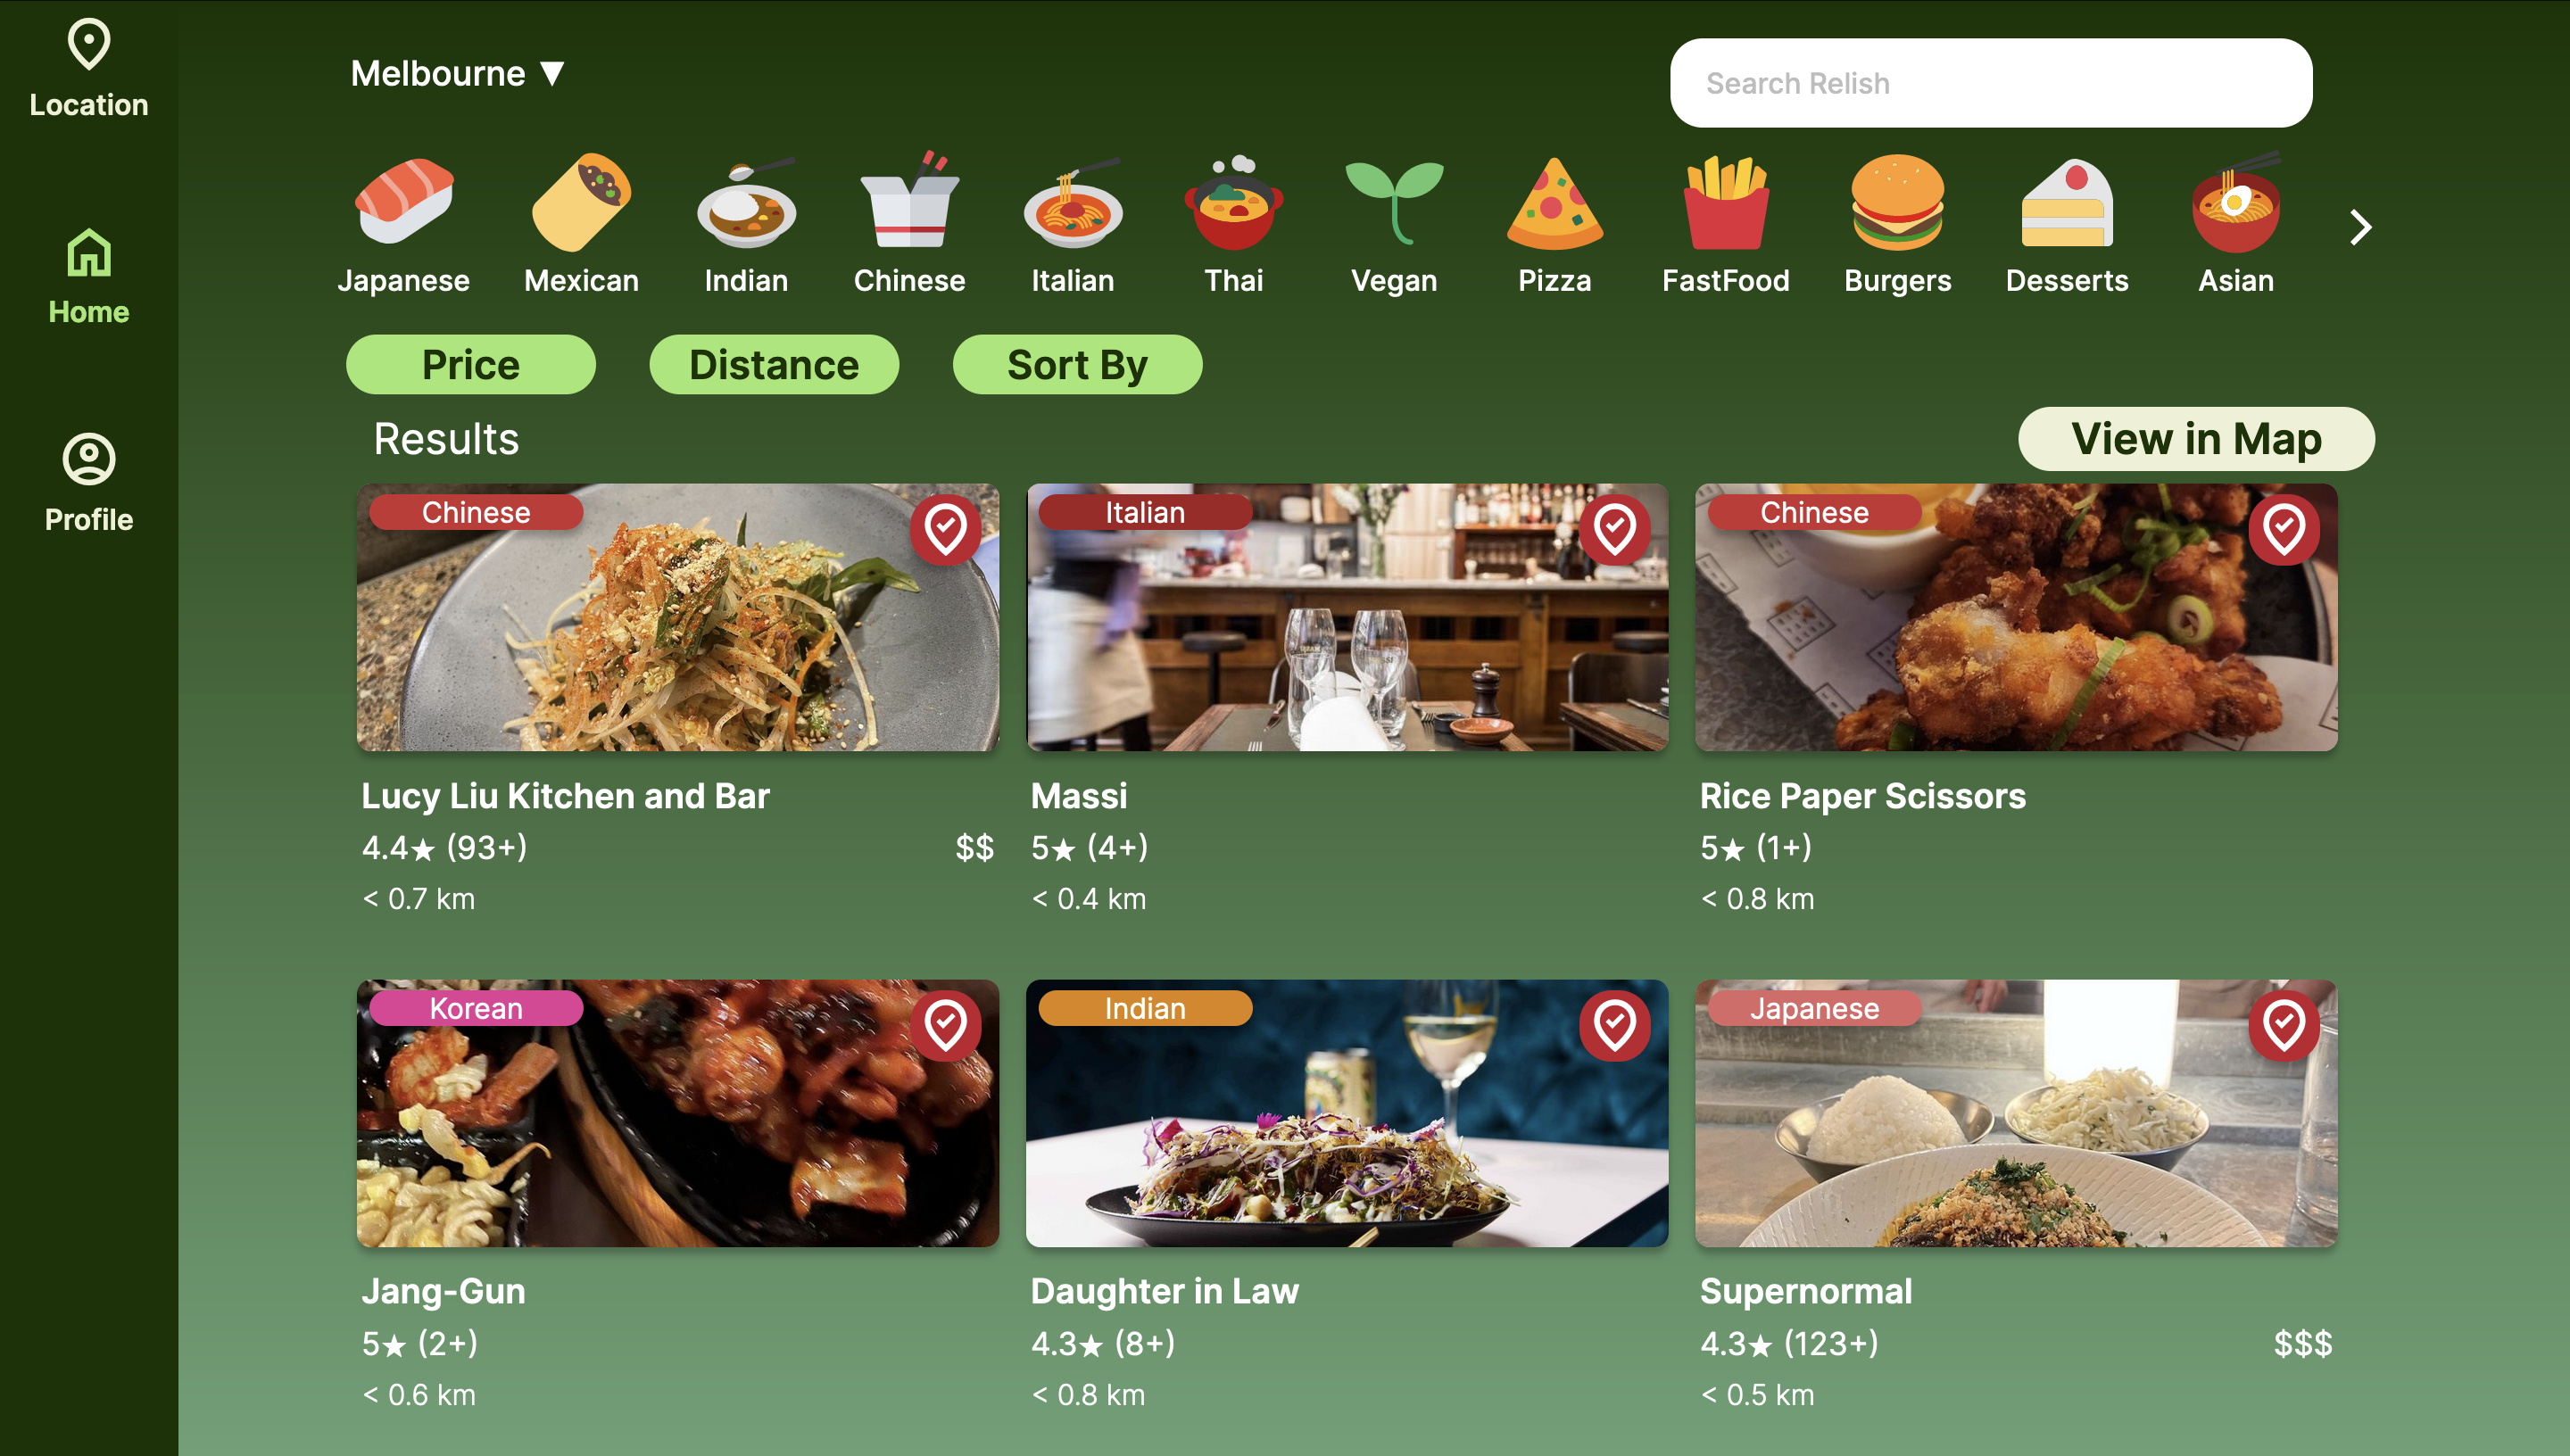 Location
Home
Profile
Melbourne ▼
Search Relish
Japanese
Mexican
Indian
Chinese
Italian
Thai
Vegan
Pizza
FastFood
Burgers
Desserts
Asian
Price
Distance
Sort By
Results
View in Map
Chinese
Lucy Liu Kitchen and Bar
4.4★ (93+) $$
< 0.7 km
Italian
Massi
5★ (4+)
< 0.4 km
Chinese
Rice Paper Scissors
5★ (1+)
< 0.8 km
Korean
Jang-Gun
5★ (2+)
< 0.6 km
Indian
Daughter in Law
4.3★ (8+)
< 0.8 km
Japanese
Supernormal
4.3★ (123+) $$$
< 0.5 km